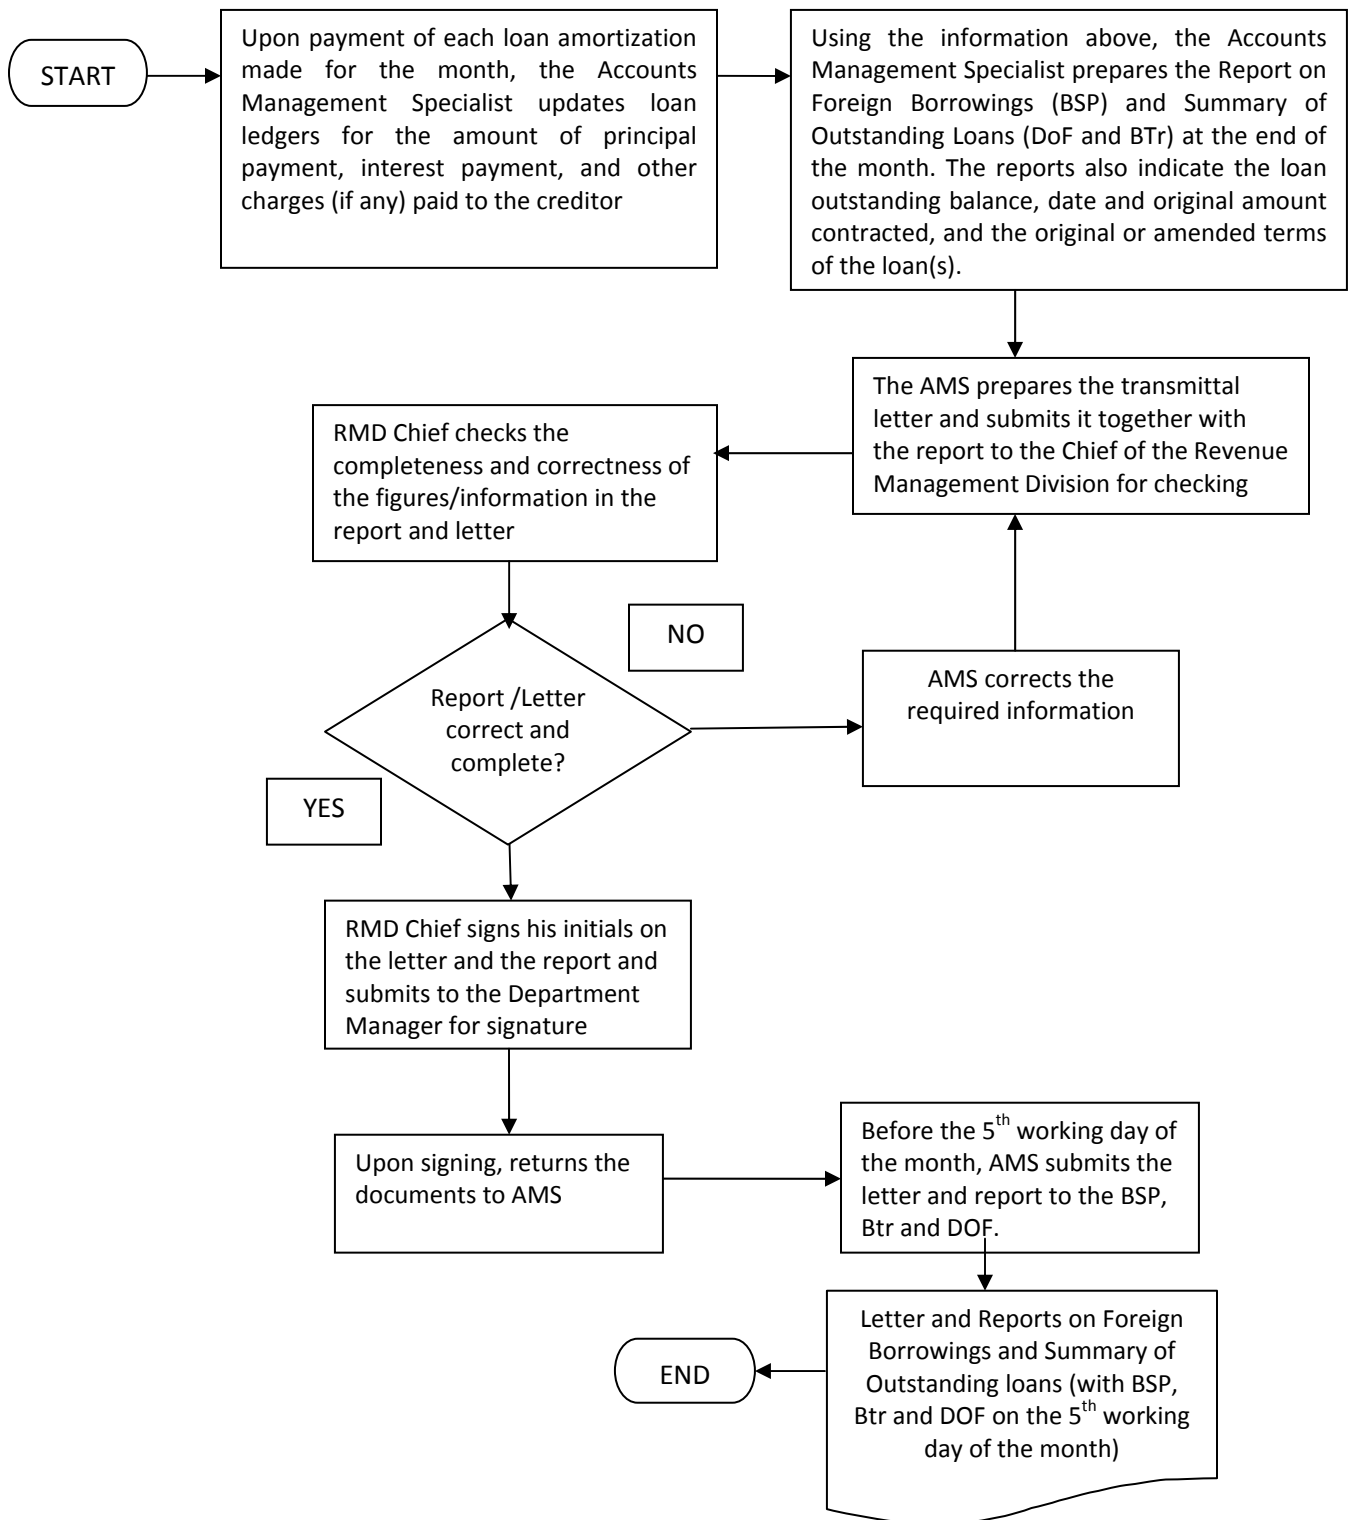 START
Upon payment of each loan amortization
made for the month, the Accounts
Management Specialist updates loan
ledgers for the amount of principal
payment, interest payment, and other
charges (if any) paid to the creditor
Using the information above, the Accounts
Management Specialist prepares the Report on
Foreign Borrowings (BSP) and Summary of
Outstanding Loans (DoF and BTr) at the end of
the month. The reports also indicate the loan
outstanding balance, date and original amount
contracted, and the original or amended terms
of the loan(s).
The AMS prepares the transmittal
letter and submits it together with
the report to the Chief of the Revenue
Management Division for checking
RMD Chief checks the
completeness and correctness of
the figures/information in the
report and letter
Report /Letter
correct and
complete?
NO
AMS corrects the
required information
YES
RMD Chief signs his initials on
the letter and the report and
submits to the Department
Manager for signature
Upon signing, returns the
documents to AMS
Before the 5th working day of
the month, AMS submits the
letter and report to the BSP,
Btr and DOF.
Letter and Reports on Foreign
Borrowings and Summary of
Outstanding loans (with BSP,
Btr and DOF on the 5th working
day of the month)
END